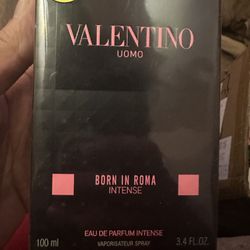 VALENTINO
UOMO
BORN IN ROMA
INTENSE
EAU DE PARFUM INTENSE
100 ml VAPORISATEUR SPRAY 3.4 FL.OZ.